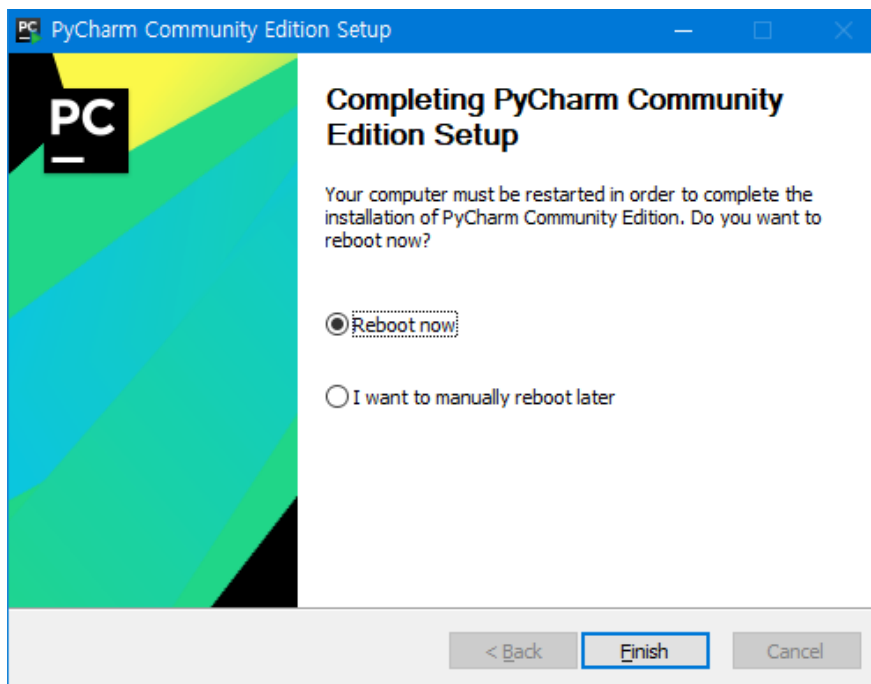 PyCharm Community Edition Setup
PC
Completing PyCharm Community
Edition Setup
Your computer must be restarted in order to complete the
installation of PyCharm Community Edition. Do you want to
reboot now?
Reboot now
I want to manually reboot later
< Back
Finish
Cancel